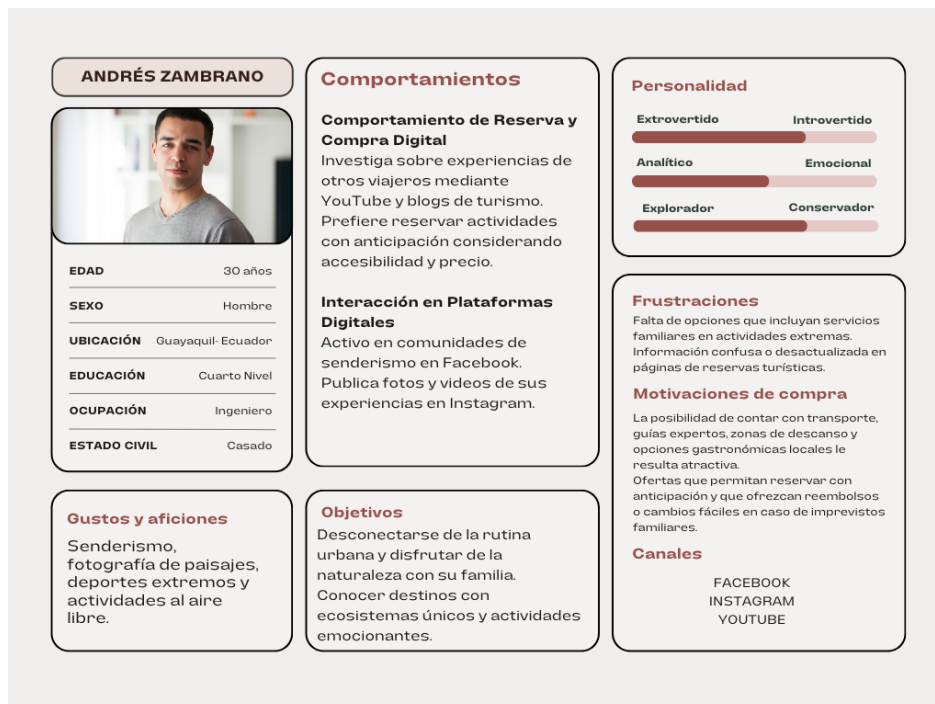 ANDRÉS ZAMBRANO
EDAD 30 años
SEXO Hombre
UBICACIÓN Guayaquil- Ecuador
EDUCACIÓN Cuarto Nivel
OCUPACIÓN Ingeniero
ESTADO CIVIL Casado
Gustos y aficiones
Senderismo,
fotografía de paisajes,
deportes extremos y
actividades al aire
libre.
Comportamientos
Comportamiento de Reserva y
Compra Digital
Investiga sobre experiencias de
otros viajeros mediante
YouTube y blogs de turismo.
Prefiere reservar actividades
con anticipación considerando
accesibilidad y precio.
Interacción en Plataformas
Digitales
Activo en comunidades de
senderismo en Facebook.
Publica fotos y videos de sus
experiencias en Instagram.
Objetivos
Desconectarse de la rutina
urbana y disfrutar de la
naturaleza con su familia.
Conocer destinos con
ecosistemas únicos y actividades
emocionantes.
Personalidad
Extrovertido Introvertido
Analítico Emocional
Explorador Conservador
Frustraciones
Falta de opciones que incluyan servicios
familiares en actividades extremas.
Información confusa o desactualizada en
páginas de reservas turísticas.
Motivaciones de compra
La posibilidad de contar con transporte,
guías expertos, zonas de descanso y
opciones gastronómicas locales le
resulta atractiva.
Ofertas que permitan reservar con
anticipación y que ofrezcan reembolsos
o cambios fáciles en caso de imprevistos
familiares.
Canales
FACEBOOK
INSTAGRAM
YOUTUBE